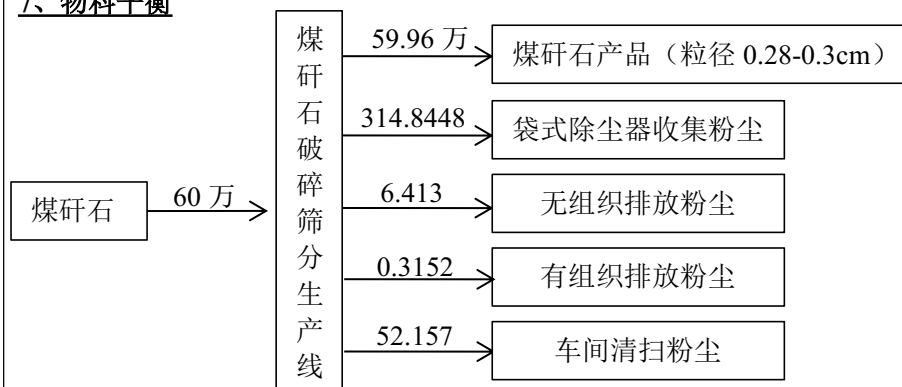 7、物料平衡
煤矸石
60 万
煤矸石破碎筛分生产线
59.96 万
煤矸石产品（粒径 0.28-0.3cm）
314.8448
袋式除尘器收集粉尘
6.413
无组织排放粉尘
0.3152
有组织排放粉尘
52.157
车间清扫粉尘